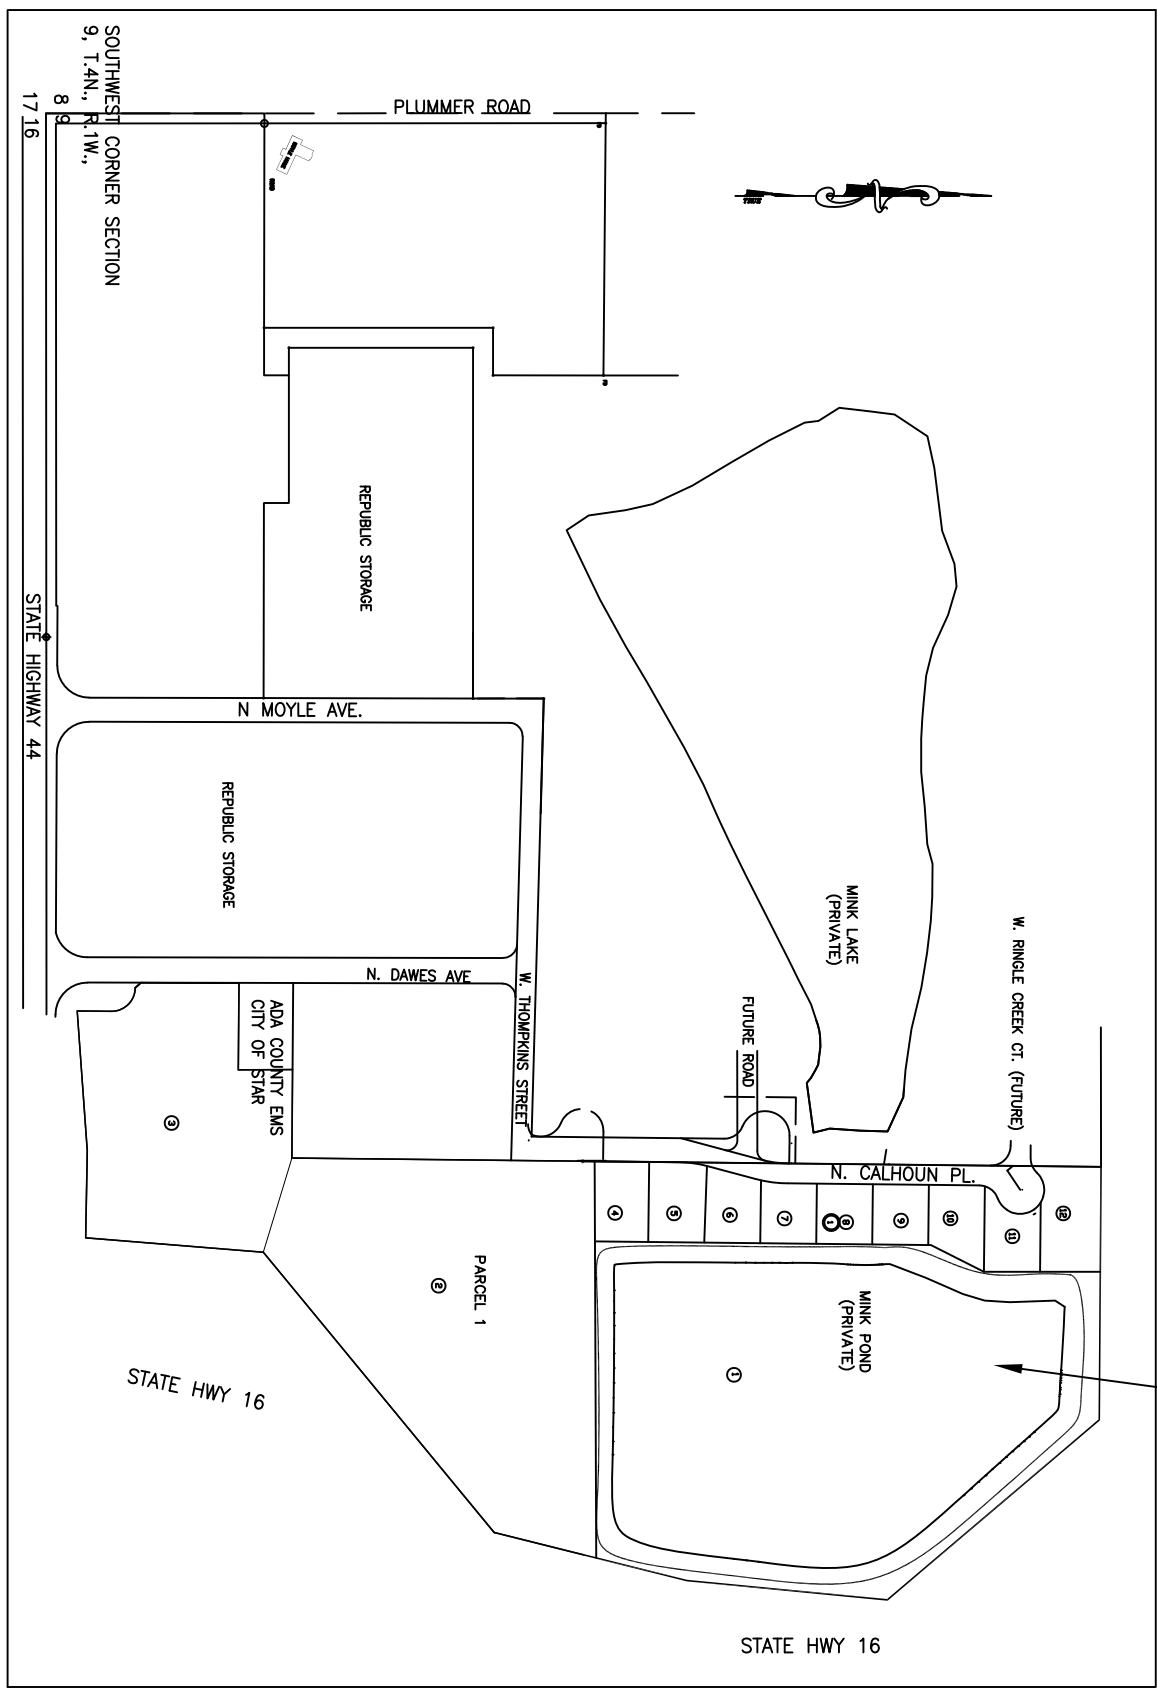 SOUTHWEST CORNER SECTION
9, T.4N., R.1W.,
8 9
17 16
PLUMMER ROAD
REPUBLIC STORAGE
STATE HIGHWAY 44
N MOYLE AVE.
REPUBLIC STORAGE
N. DAWES AVE
W. THOMPKINS STREET
ADA COUNTY EMS
CITY OF STAR
3
MINK LAKE
(PRIVATE)
W. RINGLE CREEK CT. (FUTURE)
FUTURE ROAD
N. CALHOUN PL.
4
5
6
7
8
1
9
10
11
12
PARCEL 1
2
MINK POND
(PRIVATE)
1
STATE HWY 16
STATE HWY 16